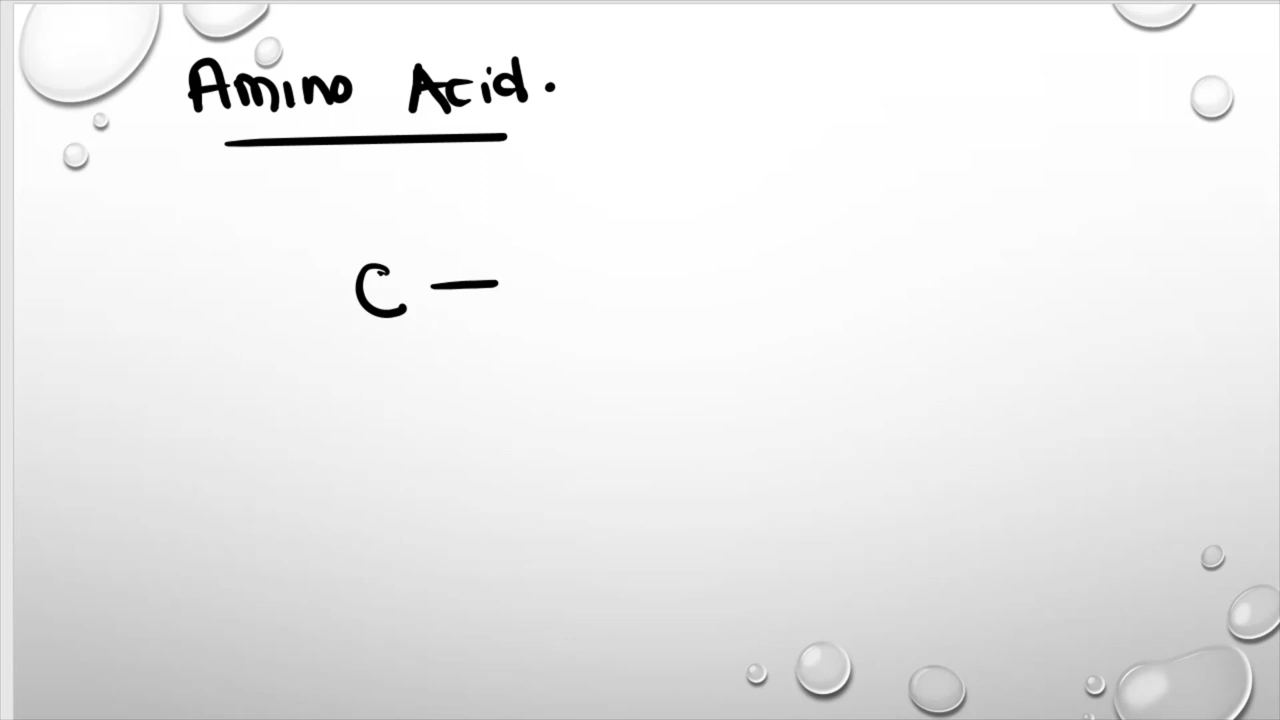 Amino Acid.
C —